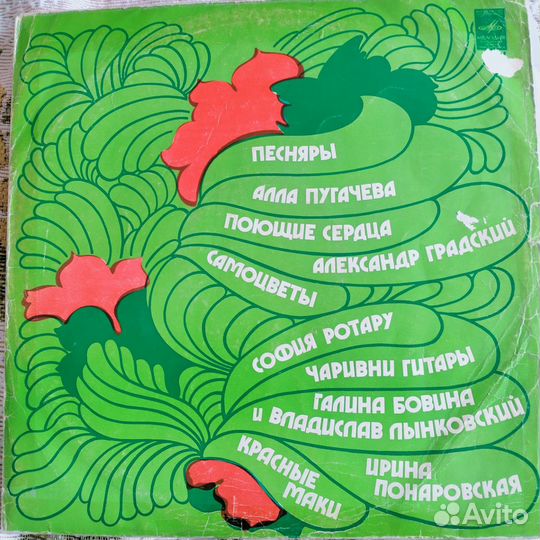 ПЕСНЯРЫ
АЛЛА ПУГАЧЕВА
ПОЮЩИЕ СЕРДЦА
АЛЕКСАНДР ГРАДСКИЙ
САМОЦВЕТЫ
СОФИЯ РОТАРУ
ЧАРИВНИ ГИТАРЫ
ГАЛИНА БОВИНА
И ВЛАДИСЛАВ ЛЫНКОВСКИЙ
КРАСНЫЕ
МАКИ
ИРИНА
ПОНАРОВСКАЯ
Avito